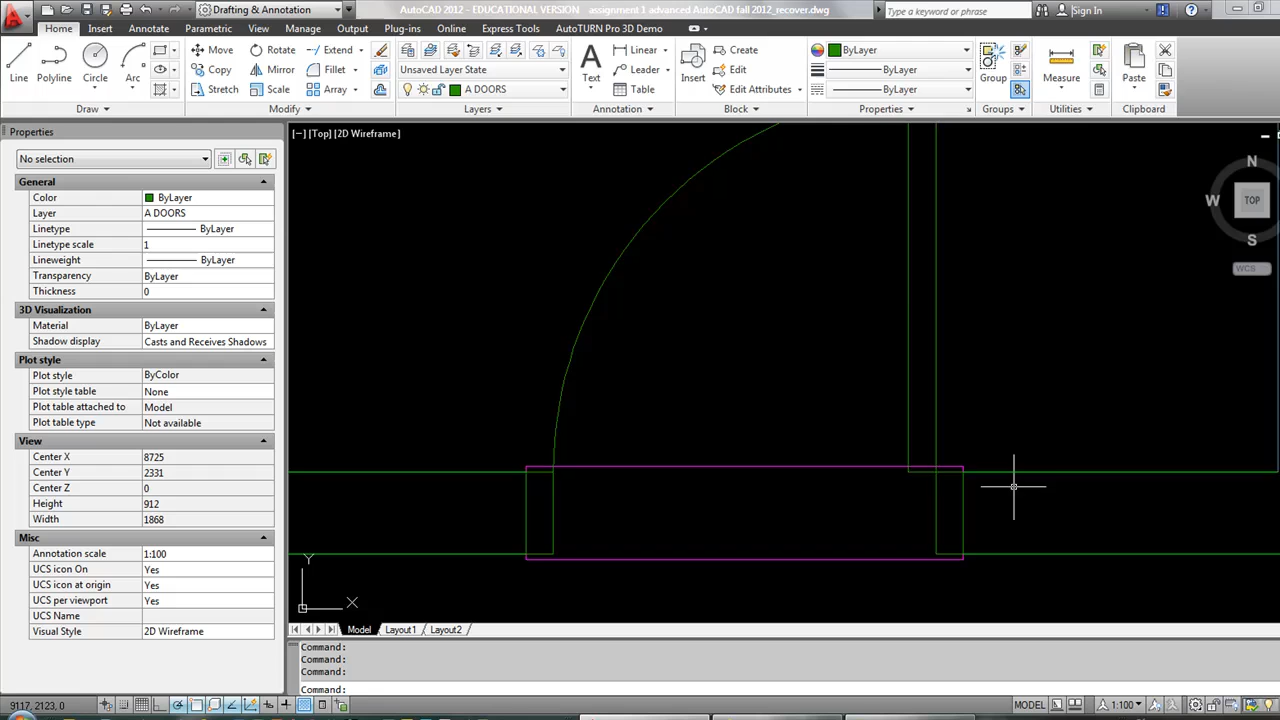 Drafting & Annotation
AutoCAD 2012 - EDUCATIONAL VERSION assignment 1 advanced AutoCAD fall 2012_recover.dwg
Type a keyword or phrase
Sign In
Home Insert Annotate Parametric View Manage Output Plug-ins Online Express Tools AutoTURN Pro 3D Demo
Line Polyline Circle Arc
Move Rotate Extend
Copy Mirror Fillet
Stretch Scale Array
Unsaved Layer State
A DOORS
Text Linear
Leader
Table
Insert Create
Edit
Edit Attributes
ByLayer
ByLayer
ByLayer
Group Measure Paste
Draw Modify Layers Annotation Block Properties Groups Utilities Clipboard
Properties
No selection
General
Color ByLayer
Layer A DOORS
Linetype ByLayer
Linetype scale 1
Lineweight ByLayer
Transparency ByLayer
Thickness 0
3D Visualization
Material ByLayer
Shadow display Casts and Receives Shadows
Plot style
Plot style ByColor
Plot style table None
Plot table attached to Model
Plot table type Not available
View
Center X 8725
Center Y 2331
Center Z 0
Height 912
Width 1868
Misc
Annotation scale 1:100
UCS icon On Yes
UCS icon at origin Yes
UCS per viewport Yes
UCS Name
Visual Style 2D Wireframe
[−] [Top] [2D Wireframe]
N
W TOP
S
WCS
Y
X
Model Layout1 Layout2
Command:
Command:
Command:
Command:
9117, 2123, 0
MODEL 1:100